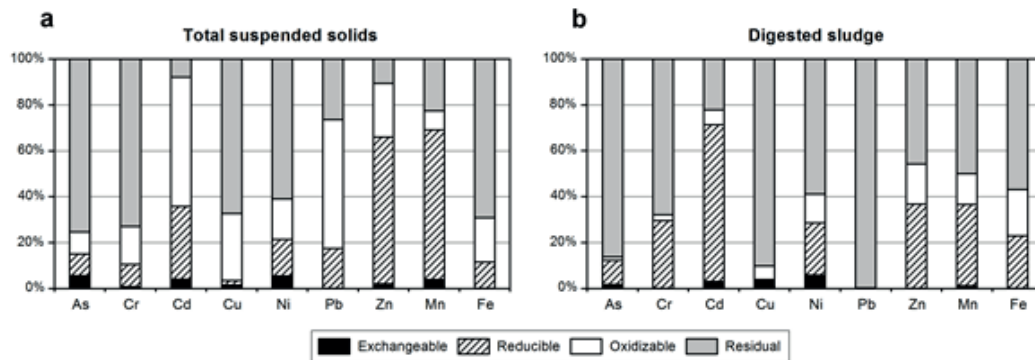 a
Total suspended solids
100%
80%
60%
40%
20%
0%
As Cr Cd Cu Ni Pb Zn Mn Fe
b
Digested sludge
100%
80%
60%
40%
20%
0%
As Cr Cd Cu Ni Pb Zn Mn Fe
Exchangeable Reducible Oxidizable Residual